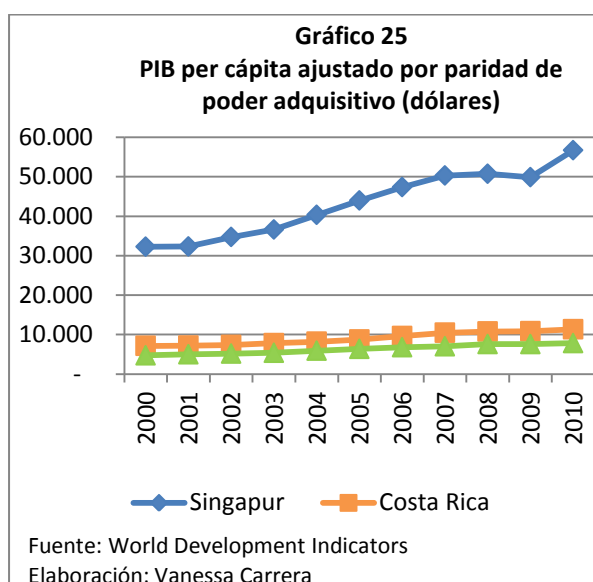 Gráfico 25
PIB per cápita ajustado por paridad de
poder adquisitivo (dólares)
60.000
50.000
40.000
30.000
20.000
10.000
-
2000
2001
2002
2003
2004
2005
2006
2007
2008
2009
2010
Singapur
Costa Rica
Fuente: World Development Indicators
Elaboración: Vanessa Carrera